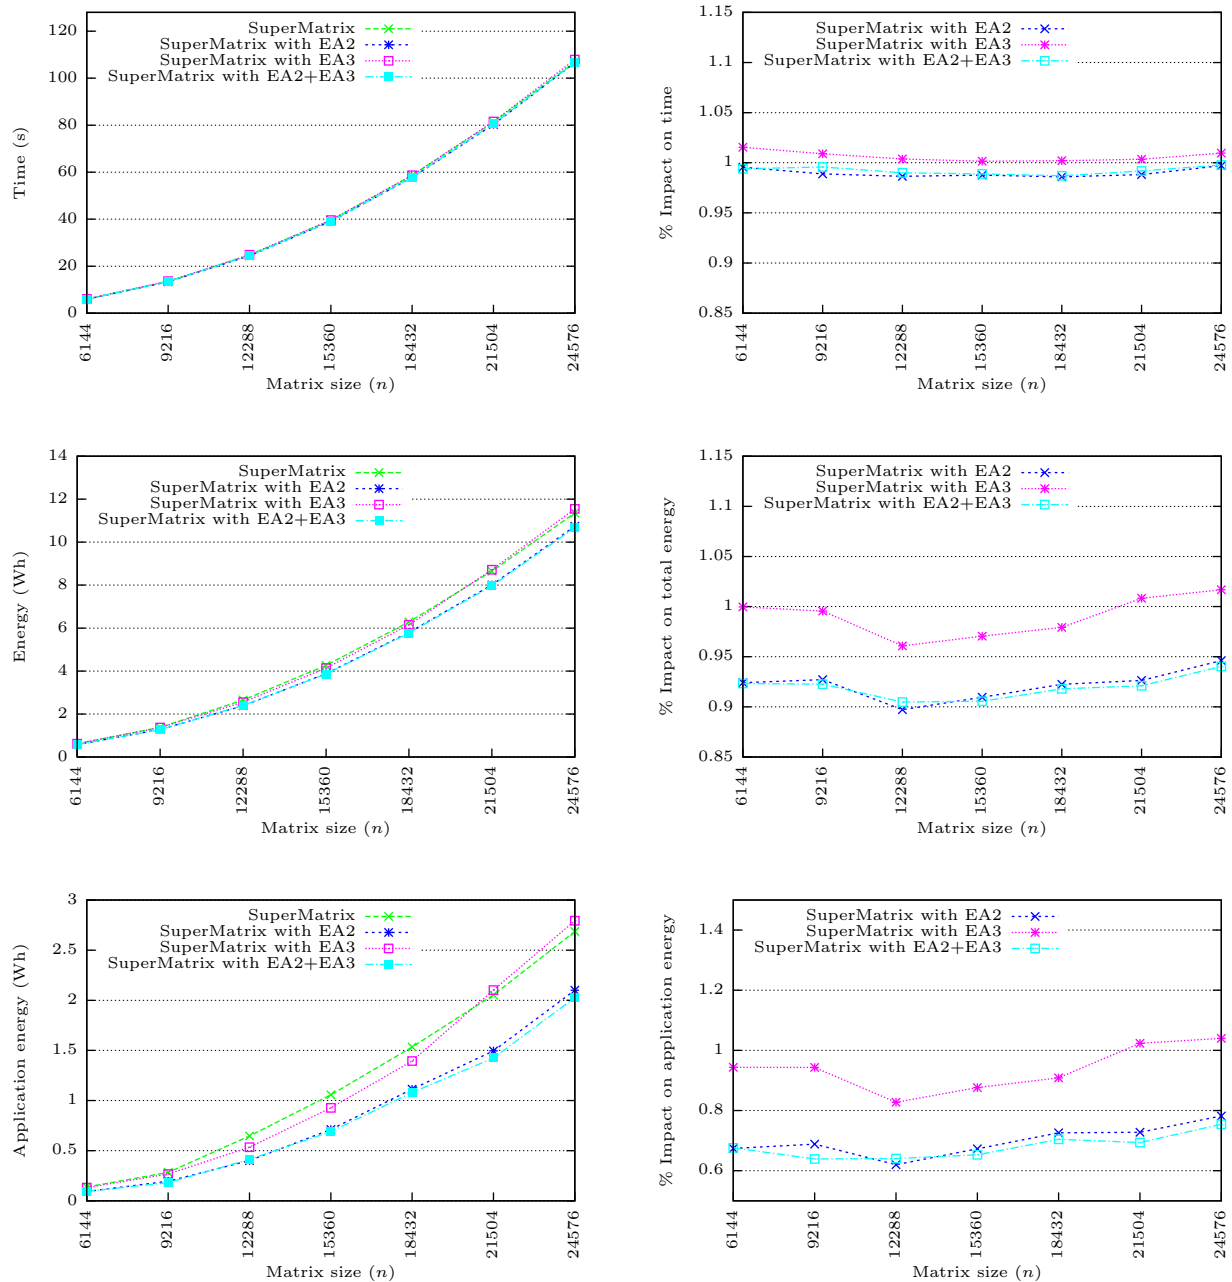 SuperMatrix
SuperMatrix with EA2
SuperMatrix with EA3
SuperMatrix with EA2+EA3
Time (s)
120
100
80
60
40
20
0
6144
9216
12288
15360
18432
21504
24576
Matrix size (n)
SuperMatrix with EA2
SuperMatrix with EA3
SuperMatrix with EA2+EA3
% Impact on time
1.15
1.1
1.05
1
0.95
0.9
0.85
6144
9216
12288
15360
18432
21504
24576
Matrix size (n)
SuperMatrix
SuperMatrix with EA2
SuperMatrix with EA3
SuperMatrix with EA2+EA3
Energy (Wh)
14
12
10
8
6
4
2
0
6144
9216
12288
15360
18432
21504
24576
Matrix size (n)
SuperMatrix with EA2
SuperMatrix with EA3
SuperMatrix with EA2+EA3
% Impact on total energy
1.15
1.1
1.05
1
0.95
0.9
0.85
6144
9216
12288
15360
18432
21504
24576
Matrix size (n)
SuperMatrix
SuperMatrix with EA2
SuperMatrix with EA3
SuperMatrix with EA2+EA3
Application energy (Wh)
3
2.5
2
1.5
1
0.5
0
6144
9216
12288
15360
18432
21504
24576
Matrix size (n)
SuperMatrix with EA2
SuperMatrix with EA3
SuperMatrix with EA2+EA3
% Impact on application energy
1.4
1.2
1
0.8
0.6
6144
9216
12288
15360
18432
21504
24576
Matrix size (n)